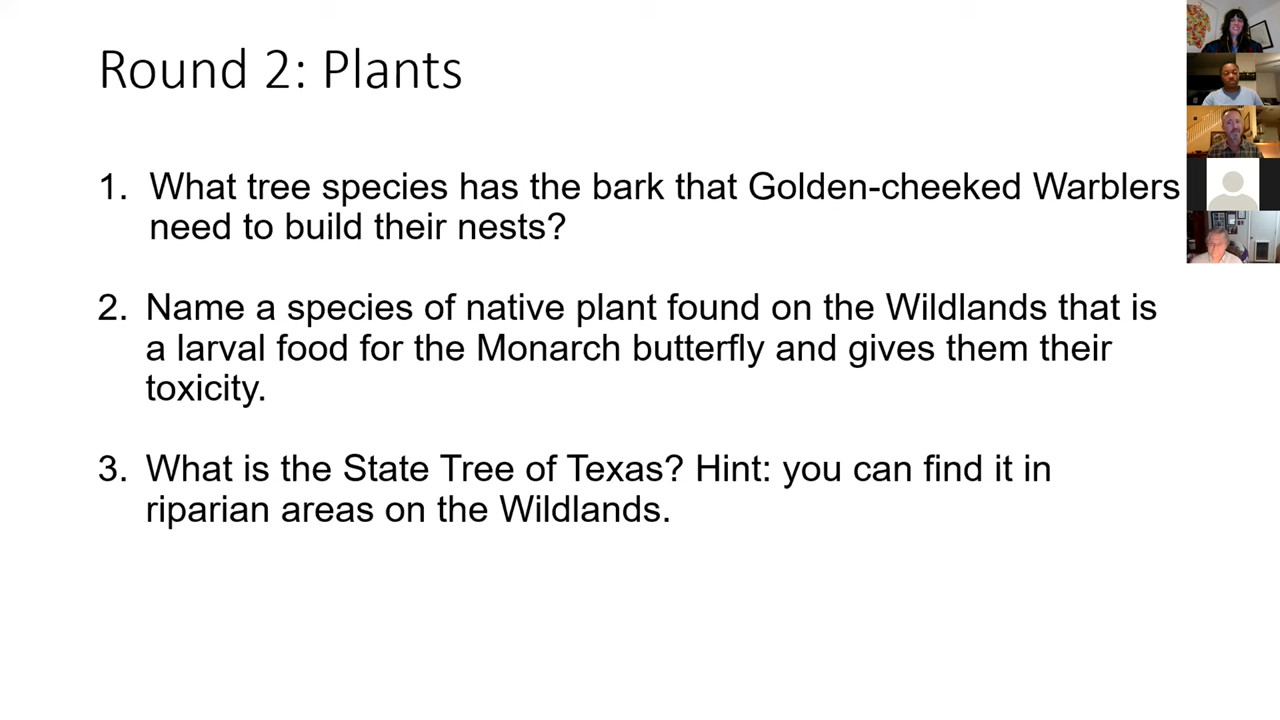 Round 2: Plants
1. What tree species has the bark that Golden-cheeked Warblers
need to build their nests?
2. Name a species of native plant found on the Wildlands that is
a larval food for the Monarch butterfly and gives them their
toxicity.
3. What is the State Tree of Texas? Hint: you can find it in
riparian areas on the Wildlands.